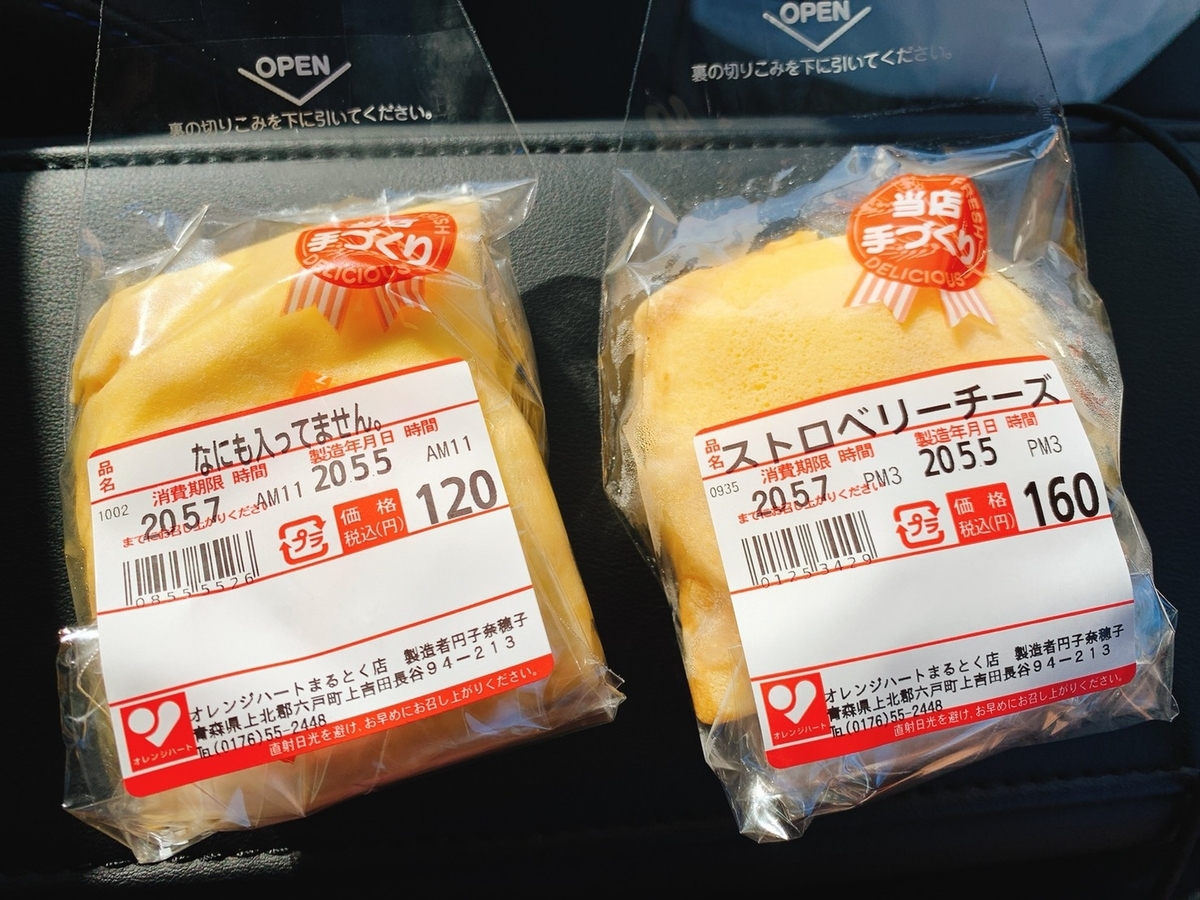 OPEN
裏の切りこみを下に引いてください。
手づくり
DELICIOUS
品名
なにも入ってません。
消費期限 時間
製造年月日 時間
1002
20.5.7
AM11
20.5.5
AM11
までにお召し上がりください
プラ
価格
税込(円)
120
08555526
オレンジハートまるとく店 製造者円子奈穂子
青森県上北郡六戸町上吉田長谷94-213
℡(0176)55-2448
オレンジハート
直射日光を避け、お早めにお召し上がりください。
OPEN
裏の切りこみを下に引いてください。
当店
手づくり
FRESH
DELICIOUS
品名
ストロベリーチーズ
消費期限 時間
製造年月日 時間
0935
20.5.7
PM3
20.5.5
PM3
までにお召し上がりください
プラ
価格
税込(円)
160
01253429
オレンジハートまるとく店 製造者円子奈穂子
青森県上北郡六戸町上吉田長谷94-213
℡(0176)55-2448
オレンジハート
直射日光を避け、お早めにお召し上がりください。